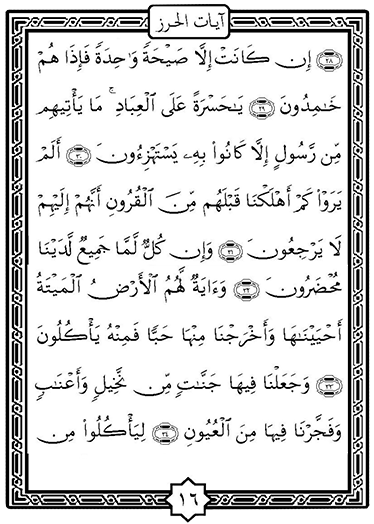 آيات الحرز
﴿٢٨﴾ إِن كَانَتْ إِلَّا صَيْحَةً وَٰحِدَةً فَإِذَا هُمْ
خَـٰمِدُونَ ﴿٢٩﴾ يَـٰحَسْرَةً عَلَى ٱلْعِبَادِ ۚ مَا يَأْتِيهِم
مِّن رَّسُولٍ إِلَّا كَانُوا۟ بِهِۦ يَسْتَهْزِءُونَ ﴿٣٠﴾ أَلَمْ
يَرَوْا۟ كَمْ أَهْلَكْنَا قَبْلَهُم مِّنَ ٱلْقُرُونِ أَنَّهُمْ إِلَيْهِمْ
لَا يَرْجِعُونَ ﴿٣١﴾ وَإِن كُلٌّ لَّمَّا جَمِيعٌ لَّدَيْنَا
مُحْضَرُونَ ﴿٣٢﴾ وَءَايَةٌ لَّهُمُ ٱلْأَرْضُ ٱلْمَيْتَةُ
أَحْيَيْنَـٰهَا وَأَخْرَجْنَا مِنْهَا حَبًّا فَمِنْهُ يَأْكُلُونَ
﴿٣٣﴾ وَجَعَلْنَا فِيهَا جَنَّـٰتٍ مِّن نَّخِيلٍ وَأَعْنَـٰبٍ
وَفَجَّرْنَا فِيهَا مِنَ ٱلْعُيُونِ ﴿٣٤﴾ لِيَأْكُلُوا۟ مِن
١٦